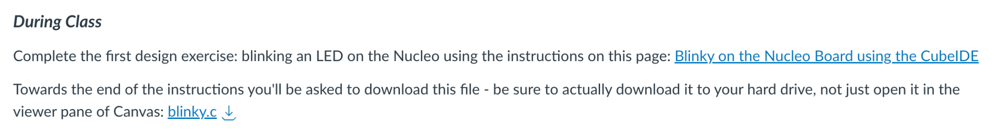 During Class
Complete the first design exercise: blinking an LED on the Nucleo using the instructions on this page: Blinky on the Nucleo Board using the CubeIDE
Towards the end of the instructions you'll be asked to download this file - be sure to actually download it to your hard drive, not just open it in the
viewer pane of Canvas: blinky.c